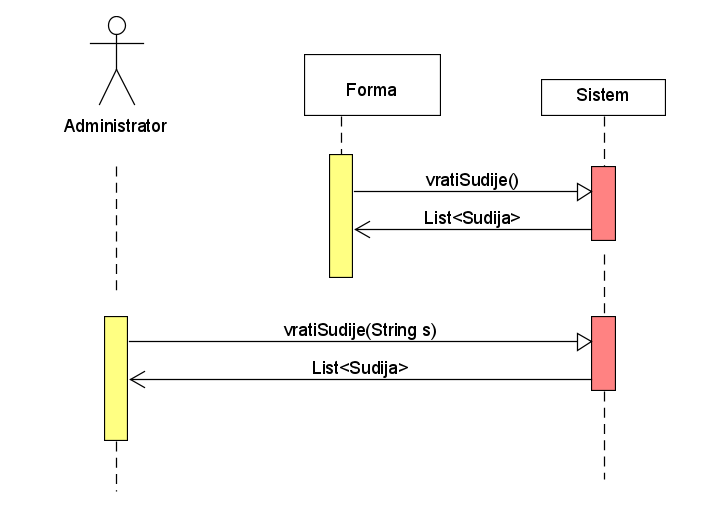 Administrator
Forma
Sistem
vratiSudije()
List<Sudija>
vratiSudije(String s)
List<Sudija>